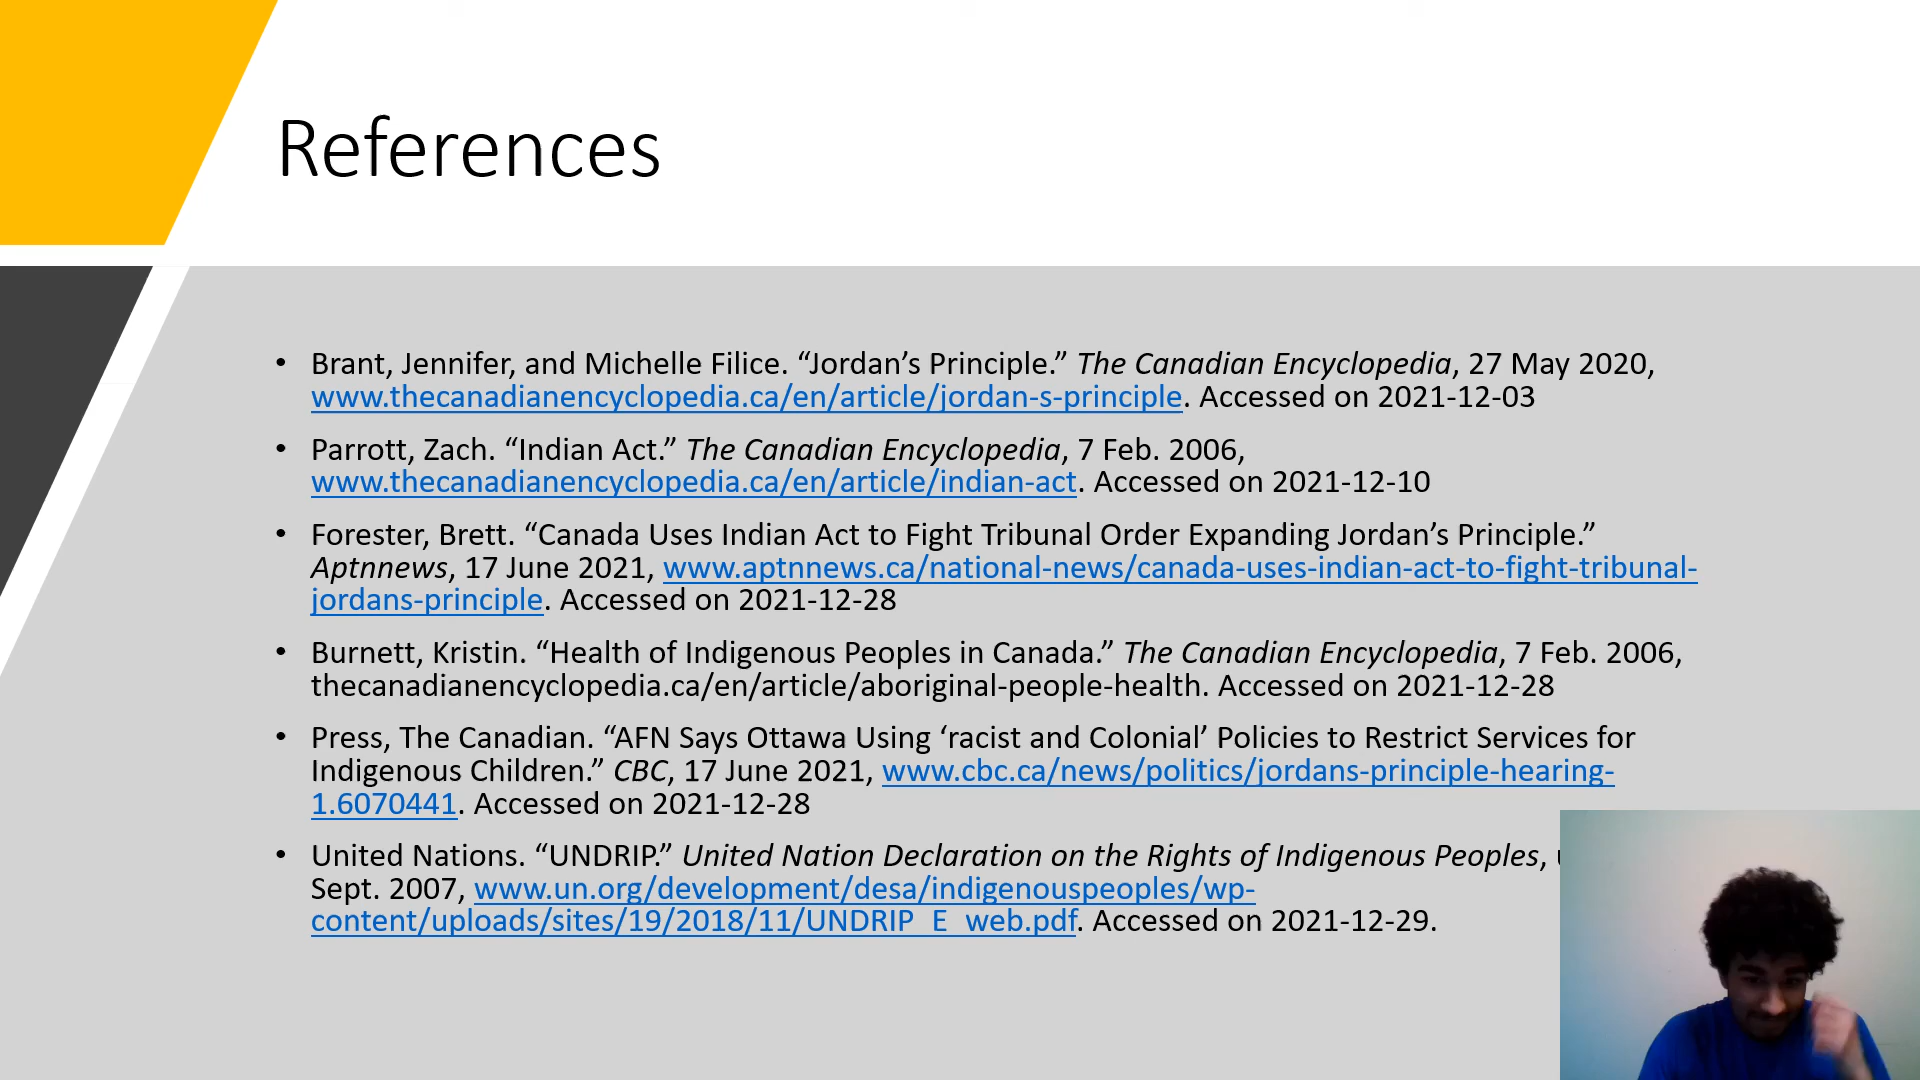 References
• Brant, Jennifer, and Michelle Filice. “Jordan’s Principle.” The Canadian Encyclopedia, 27 May 2020,
www.thecanadianencyclopedia.ca/en/article/jordan-s-principle. Accessed on 2021-12-03
• Parrott, Zach. “Indian Act.” The Canadian Encyclopedia, 7 Feb. 2006,
www.thecanadianencyclopedia.ca/en/article/indian-act. Accessed on 2021-12-10
• Forester, Brett. “Canada Uses Indian Act to Fight Tribunal Order Expanding Jordan’s Principle.”
Aptnnews, 17 June 2021, www.aptnnews.ca/national-news/canada-uses-indian-act-to-fight-tribunal-
jordans-principle. Accessed on 2021-12-28
• Burnett, Kristin. “Health of Indigenous Peoples in Canada.” The Canadian Encyclopedia, 7 Feb. 2006,
thecanadianencyclopedia.ca/en/article/aboriginal-people-health. Accessed on 2021-12-28
• Press, The Canadian. “AFN Says Ottawa Using ‘racist and Colonial’ Policies to Restrict Services for
Indigenous Children.” CBC, 17 June 2021, www.cbc.ca/news/politics/jordans-principle-hearing-
1.6070441. Accessed on 2021-12-28
• United Nations. “UNDRIP.” United Nation Declaration on the Rights of Indigenous Peoples,
Sept. 2007, www.un.org/development/desa/indigenouspeoples/wp-
content/uploads/sites/19/2018/11/UNDRIP_E_web.pdf. Accessed on 2021-12-29.